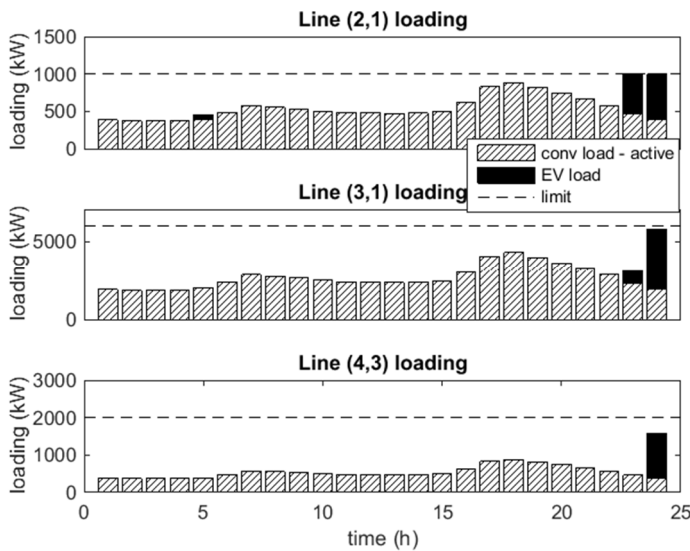 Line (2,1) loading
loading (kW)
1500
1000
500
0
conv load - active
EV load
limit
Line (3,1) loading
loading (kW)
5000
0
Line (4,3) loading
loading (kW)
3000
2000
1000
0
0 5 10 15 20 25
time (h)